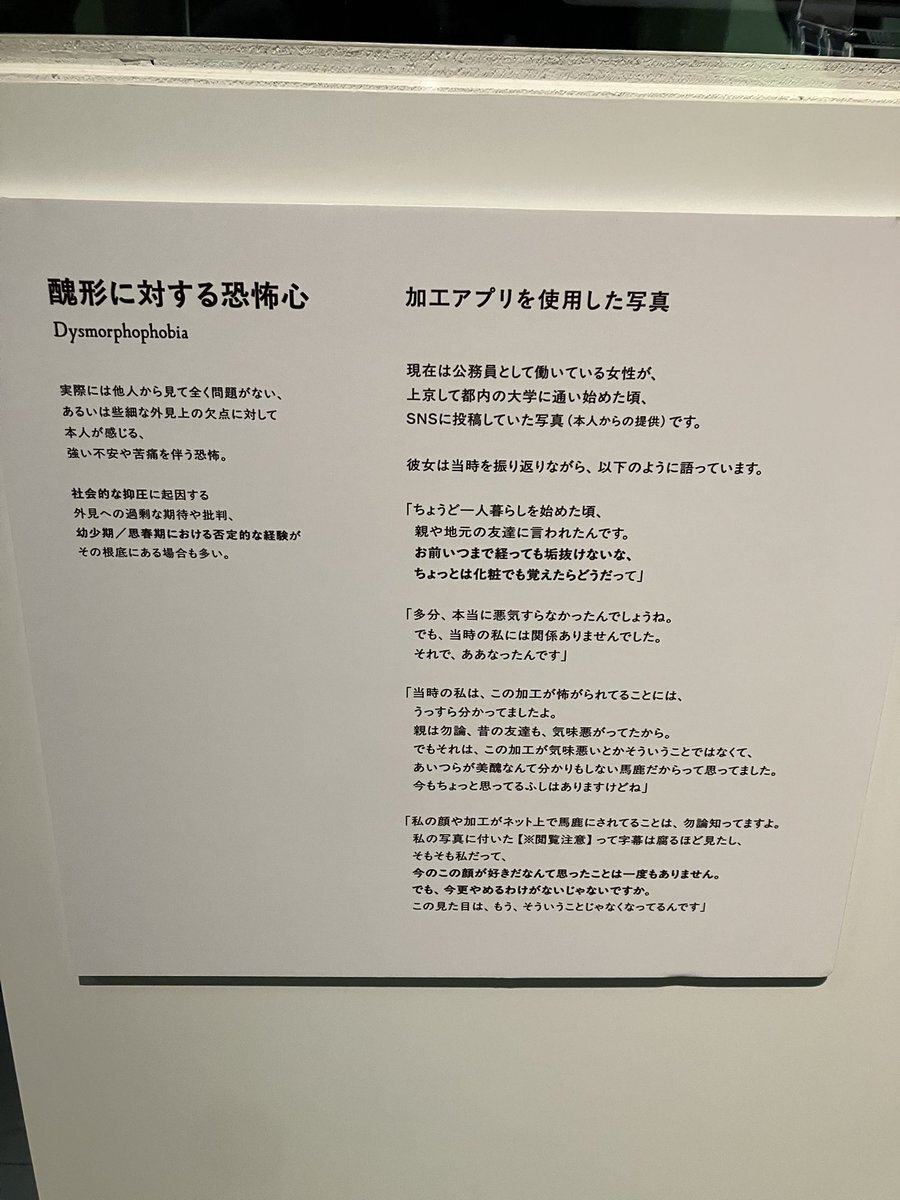 醜形に対する恐怖心
Dysmorphophobia
実際には他人から見て全く問題がない、
あるいは些細な外見上の欠点に対して
本人が感じる、
強い不安や苦痛を伴う恐怖。
社会的な抑圧に起因する
外見への過剰な期待や批判、
幼少期／思春期における否定的な経験が
その根底にある場合も多い。
加工アプリを使用した写真
現在は公務員として働いている女性が、
上京して都内の大学に通い始めた頃、
SNSに投稿していた写真（本人からの提供）です。
彼女は当時を振り返りながら、以下のように語っています。
「ちょうど一人暮らしを始めた頃、
親や地元の友達に言われたんです。
お前いつまで経っても垢抜けないな、
ちょっとは化粧でも覚えたらどうだって」
「多分、本当に悪気すらなかったんでしょうね。
でも、当時の私には関係ありませんでした。
それで、ああなったんです」
「当時の私は、この加工が怖がられてることには、
うっすら分かってましたよ。
親は勿論、昔の友達も、気味悪がってたから。
でもそれは、この加工が気味悪いとかそういうことではなくて、
あいつらが美醜なんて分かりもしない馬鹿だからって思ってました。
今もちょっと思ってるふしはありますけどね」
「私の顔や加工がネット上で馬鹿にされてることは、勿論知ってますよ。
私の写真に付いた【※閲覧注意】って字幕は腐るほど見たし、
そもそも私だって、
今のこの顔が好きだなんて思ったことは一度もありません。
でも、今更やめるわけがないじゃないですか。
この見た目は、もう、そういうことじゃなくなってるんです」